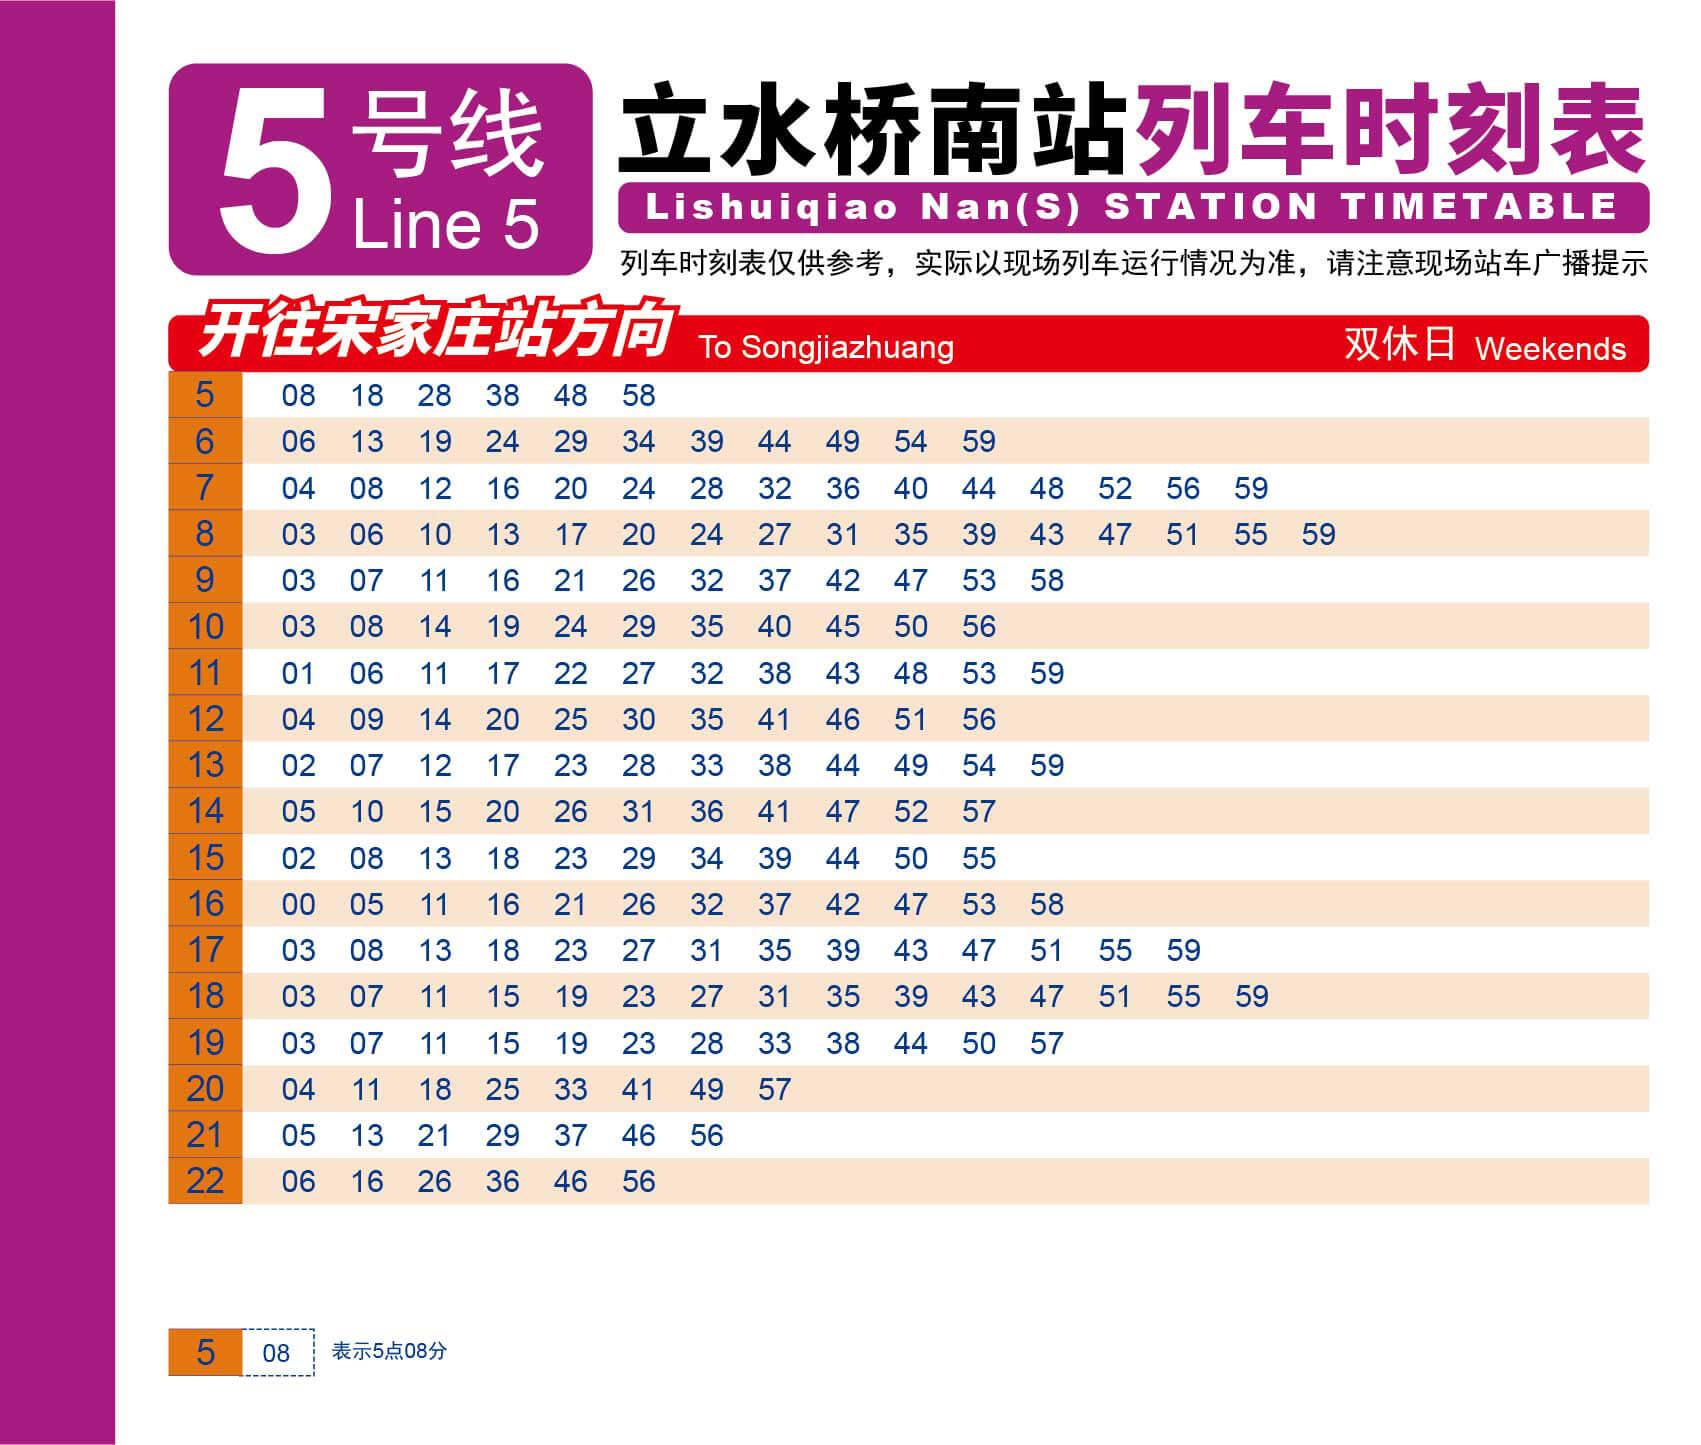 5 号线
Line 5
立水桥南站列车时刻表
Lishuiqiao Nan(S) STATION TIMETABLE
列车时刻表仅供参考，实际以现场列车运行情况为准，请注意现场站车广播提示
开往宋家庄站方向 To Songjiazhuang 双休日 Weekends
5 08 18 28 38 48 58
6 06 13 19 24 29 34 39 44 49 54 59
7 04 08 12 16 20 24 28 32 36 40 44 48 52 56 59
8 03 06 10 13 17 20 24 27 31 35 39 43 47 51 55 59
9 03 07 11 16 21 26 32 37 42 47 53 58
10 03 08 14 19 24 29 35 40 45 50 56
11 01 06 11 17 22 27 32 38 43 48 53 59
12 04 09 14 20 25 30 35 41 46 51 56
13 02 07 12 17 23 28 33 38 44 49 54 59
14 05 10 15 20 26 31 36 41 47 52 57
15 02 08 13 18 23 29 34 39 44 50 55
16 00 05 11 16 21 26 32 37 42 47 53 58
17 03 08 13 18 23 27 31 35 39 43 47 51 55 59
18 03 07 11 15 19 23 27 31 35 39 43 47 51 55 59
19 03 07 11 15 19 23 28 33 38 44 50 57
20 04 11 18 25 33 41 49 57
21 05 13 21 29 37 46 56
22 06 16 26 36 46 56
5 08 表示5点08分